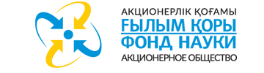 АКЦИОНЕРЛІК ҚОҒАМЫ
ҒЫЛЫМ ҚОРЫ
ФОНД НАУКИ
АКЦИОНЕРНОЕ ОБЩЕСТВО